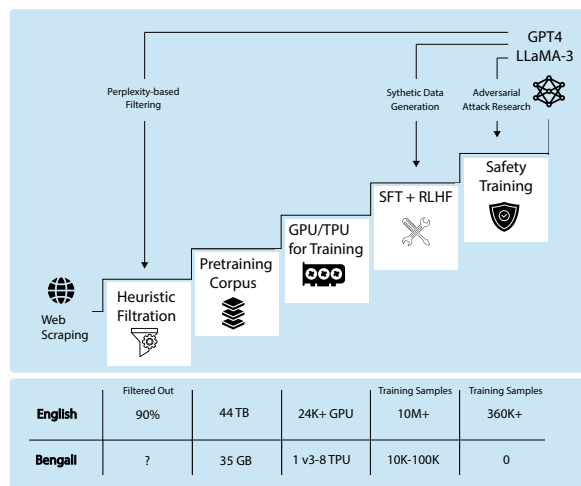 GPT4
LLaMA-3
Perplexity-based
Filtering
Sythetic Data
Generation
Adversarial
Attack Research
Safety
Training
SFT + RLHF
GPU/TPU
for Training
Pretraining
Corpus
Heuristic
Filtration
Web
Scraping
Filtered Out
Training Samples
Training Samples
English
90%
44 TB
24K+ GPU
10M+
360K+
Bengali
?
35 GB
1 v3-8 TPU
10K-100K
0